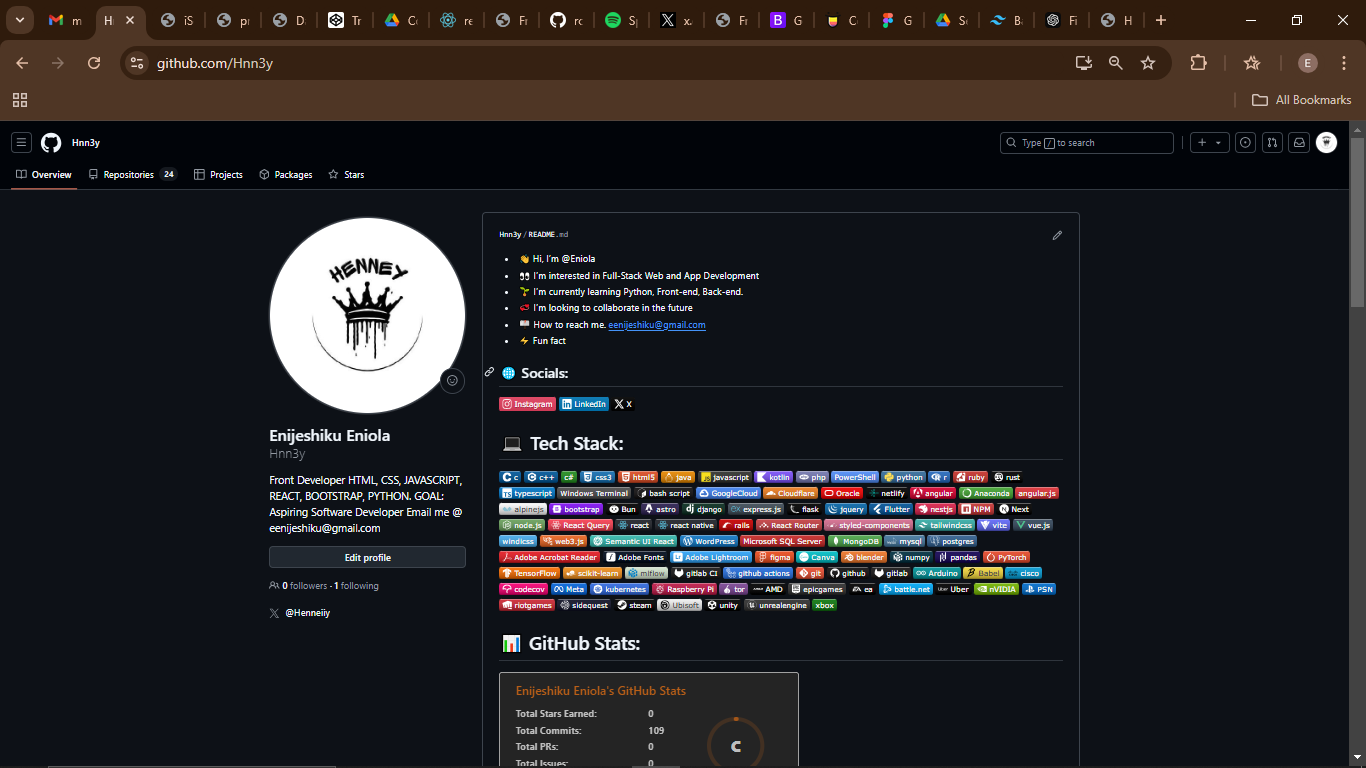 m
H
iS
pr
D
Tr
C
re
Fr
rc
S
x.
Fr
G
C
G
S
B
Fi
H
github.com/Hnn3y
E
All Bookmarks
Hnn3y
Type / to search
Overview
Repositories 24
Projects
Packages
Stars
HENNEY
Enijeshiku Eniola
Hnn3y
Front Developer HTML, CSS, JAVASCRIPT,
REACT, BOOTSTRAP, PYTHON. GOAL:
Aspiring Software Developer Email me @
eenijeshiku@gmail.com
Edit profile
0 followers · 1 following
@Henneiiy
Hnn3y / README.md
👋 Hi, I'm @Eniola
👀 I'm interested in Full-Stack Web and App Development
🌱 I'm currently learning Python, Front-end, Back-end.
I'm looking to collaborate in the future
How to reach me. eenijeshiku@gmail.com
⚡ Fun fact
🌐 Socials:
Instagram LinkedIn X
💻 Tech Stack:
c c++ c# css3 html5 java javascript kotlin php PowerShell python r ruby rust
typescript Windows Terminal bash script GoogleCloud Cloudflare Oracle netlify angular Anaconda angular.js
alpinejs bootstrap Bun astro django express.js flask jquery Flutter nestjs NPM Next
node.js React Query react react native rails React Router styled-components tailwindcss vite vue.js
windicss web3.js Semantic UI React WordPress Microsoft SQL Server MongoDB mysql postgres
Adobe Acrobat Reader Adobe Fonts Adobe Lightroom figma Canva blender numpy pandas PyTorch
TensorFlow scikit-learn mlflow gitlab CI github actions git github gitlab Arduino Babel cisco
codecov Meta kubernetes Raspberry Pi tor AMD epicgames ea battle.net Uber nVIDIA PSN
riotgames sidequest steam Ubisoft unity unrealengine xbox
📊 GitHub Stats:
Enijeshiku Eniola's GitHub Stats
Total Stars Earned: 0
Total Commits: 109
Total PRs: 0
Total Issues: 0
C